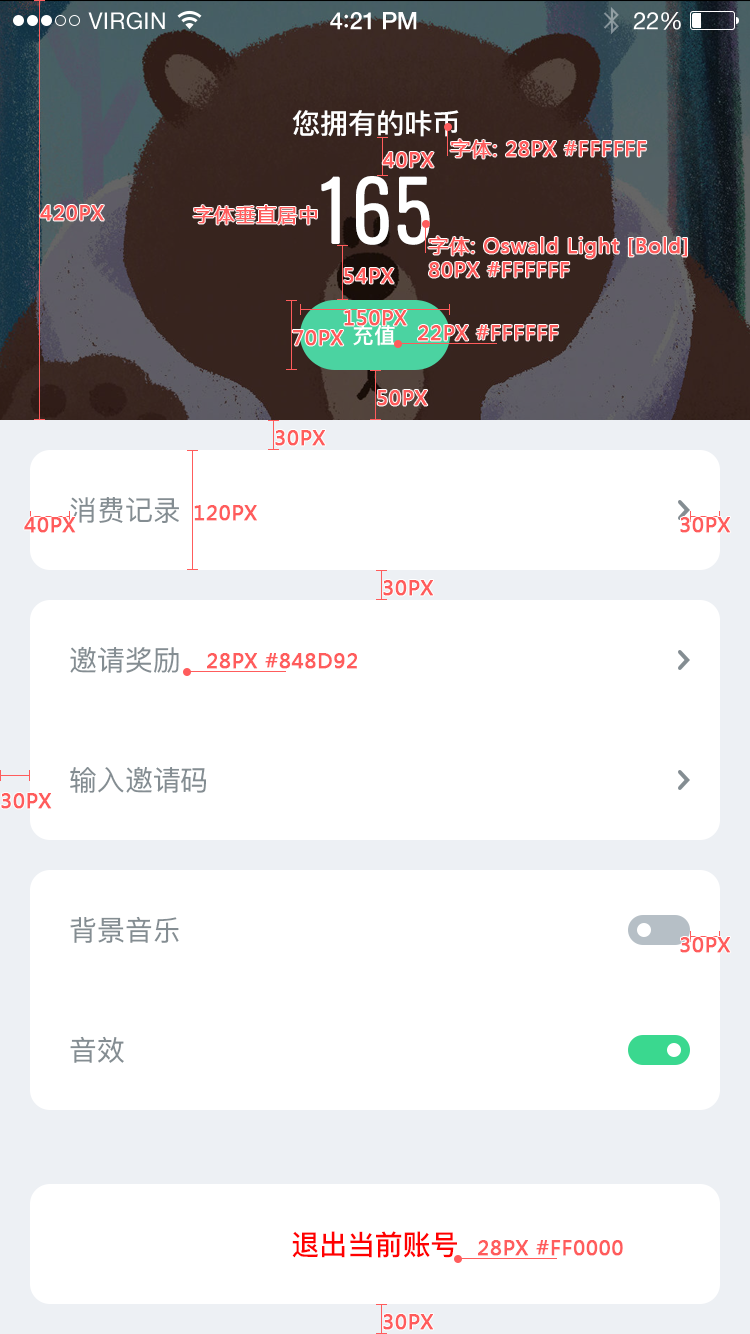 VIRGIN 4:21 PM 22%
您拥有的咔币
字体: 28PX #FFFFFF
40PX
165
420PX
字体垂直居中
字体: Oswald Light [Bold]
80PX #FFFFFF
54PX
150PX
70PX 充值 22PX #FFFFFF
50PX
30PX
消费记录 120PX
40PX 30PX
30PX
邀请奖励 28PX #848D92
输入邀请码
30PX
背景音乐
30PX
音效
退出当前账号 28PX #FF0000
30PX